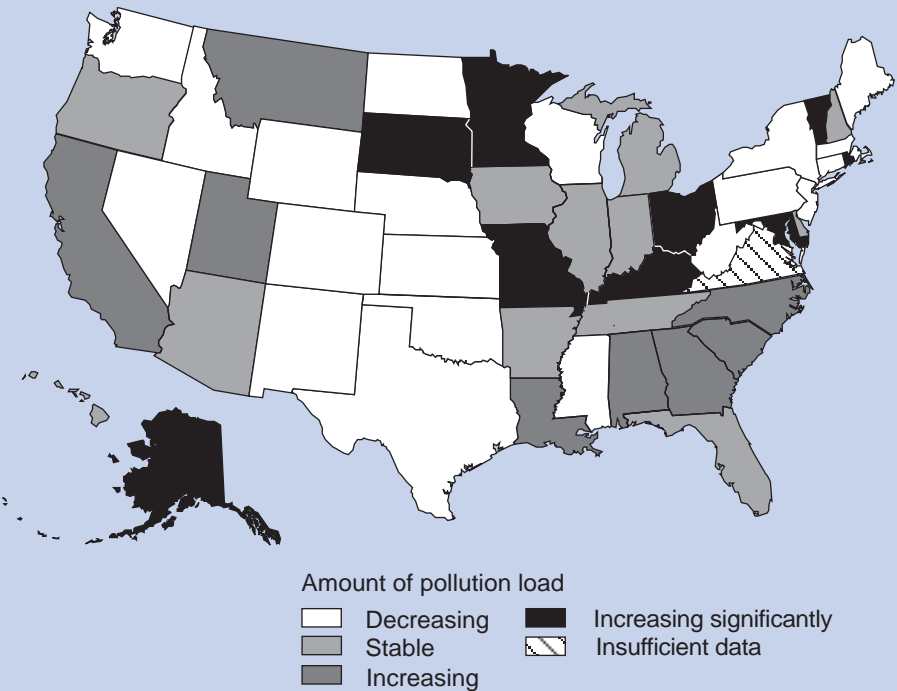 Amount of pollution load
Decreasing
Stable
Increasing
Increasing significantly
Insufficient data